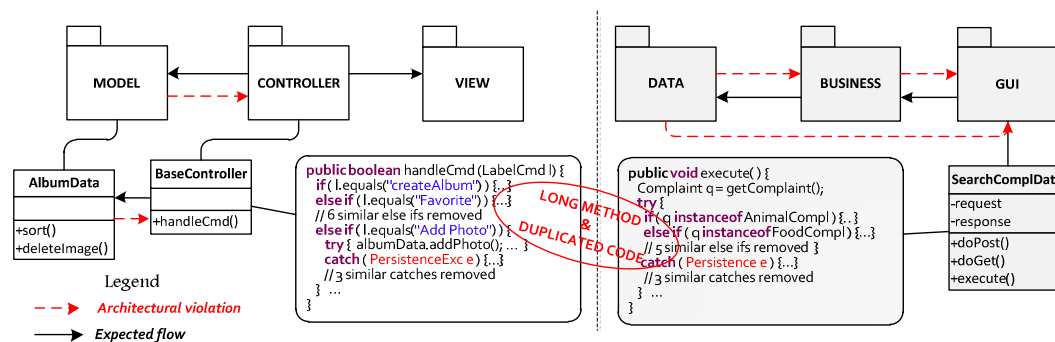 MODEL
CONTROLLER
VIEW
AlbumData
+sort()
+deleteImage()
BaseController
+handleCmd()
public boolean handleCmd (LabelCmd l) {
if ( l.equals("createAlbum") ) {...}
else if ( l.equals("Favorite") ) {...}
// 6 similar else ifs removed
else if ( l.equals("Add Photo") ) {
try { albumData.addPhoto(); ... }
catch ( PersistenceExc e ) {...}
// 3 similar catches removed
} ...
}
Legend
Architectural violation
Expected flow
LONG METHOD
&
DUPLICATED CODE
DATA
BUSINESS
GUI
public void execute() {
Complaint q = getComplaint();
try {
if ( q instanceof AnimalCompl) {..}
else if ( q instanceof FoodCompl) {...}
// 5 similar else ifs removed }
catch ( Persistence e ) {...}
// 3 similar catches removed
} ...
}
SearchComplDat
-request
-response
+doPost()
+doGet()
+execute()